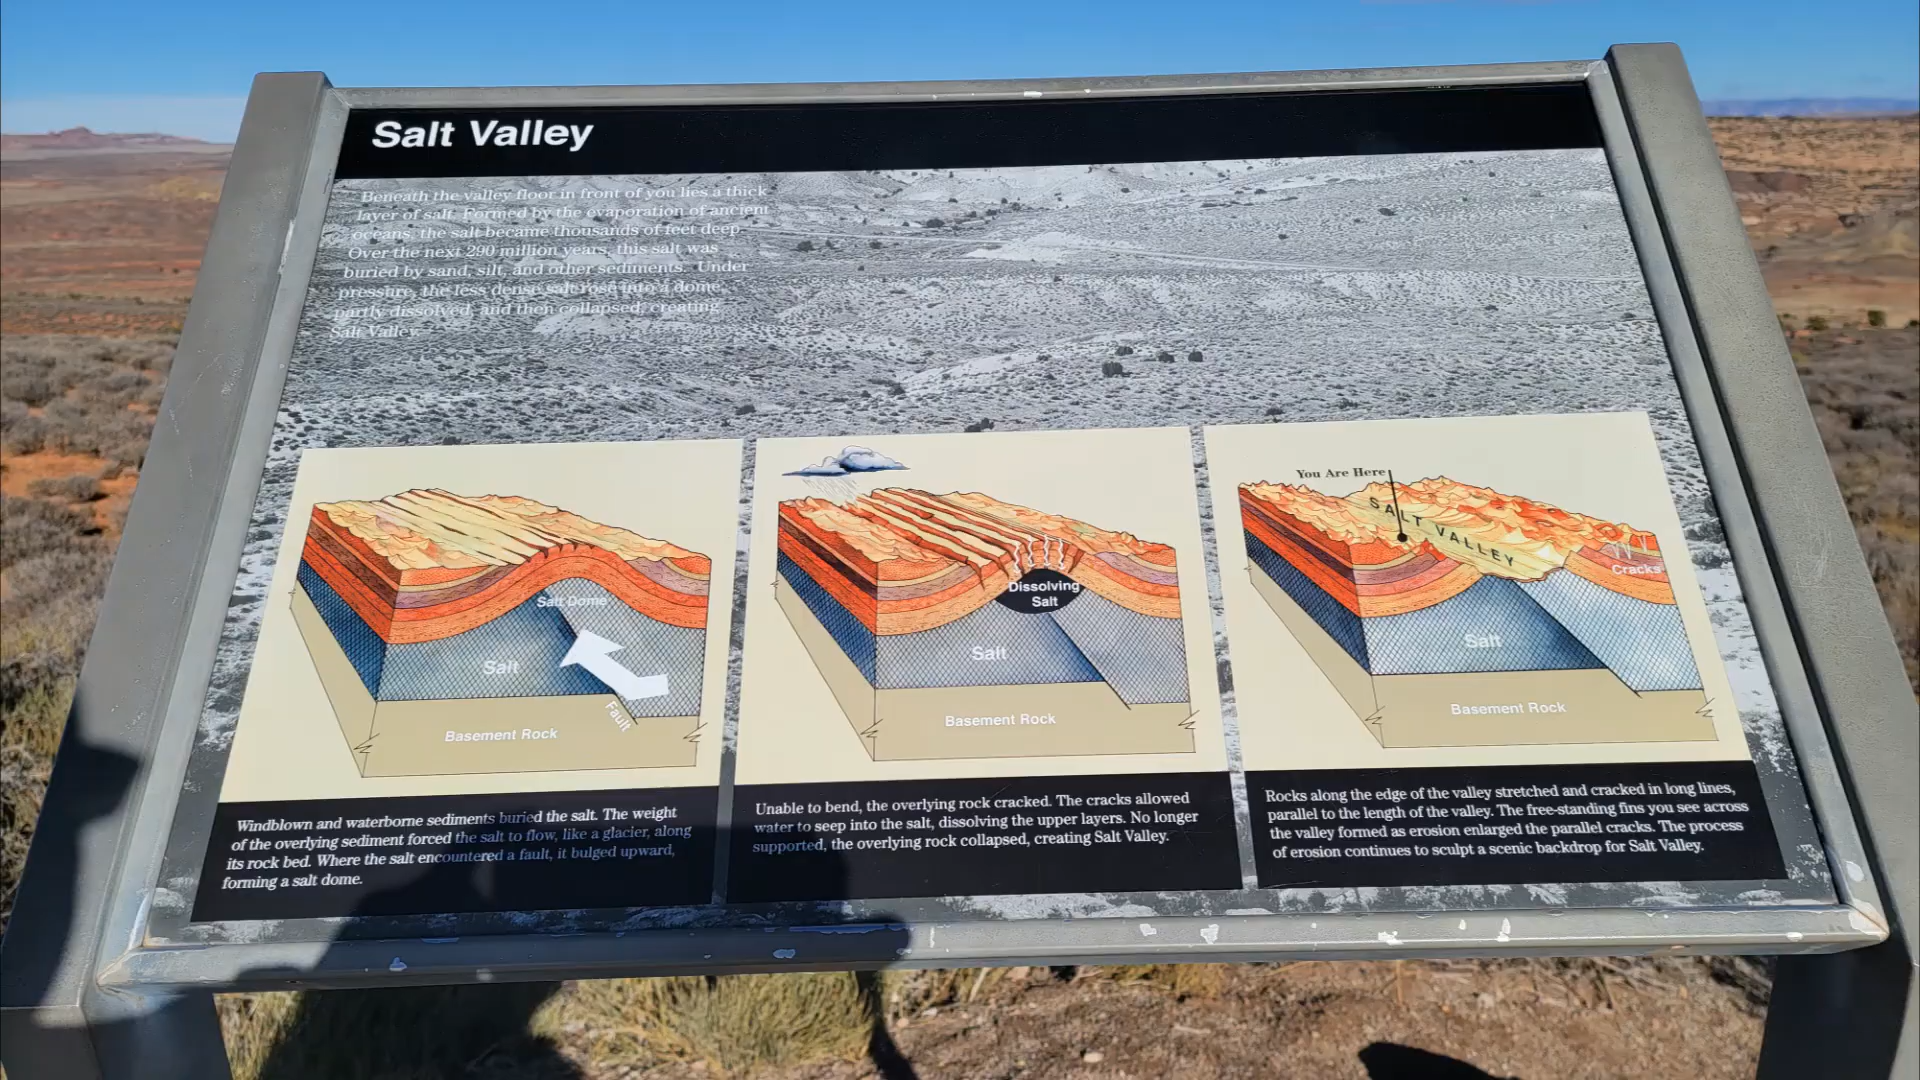 Salt Valley
Beneath the valley floor in front of you lies a thick
layer of salt. Formed by the evaporation of ancient
oceans, the salt became thousands of feet deep.
Over the next 290 million years, this salt was
buried by sand, silt, and other sediments. Under
pressure, the less dense salt rose into a dome,
partly dissolved, and then collapsed, creating
Salt Valley.
Salt Dome
Salt
Fault
Basement Rock
Windblown and waterborne sediments buried the salt. The weight
of the overlying sediment forced the salt to flow, like a glacier, along
its rock bed. Where the salt encountered a fault, it bulged upward,
forming a salt dome.
Dissolving
Salt
Salt
Basement Rock
Unable to bend, the overlying rock cracked. The cracks allowed
water to seep into the salt, dissolving the upper layers. No longer
supported, the overlying rock collapsed, creating Salt Valley.
You Are Here
SALT VALLEY
Cracks
Salt
Basement Rock
Rocks along the edge of the valley stretched and cracked in long lines,
parallel to the length of the valley. The free-standing fins you see across
the valley formed as erosion enlarged the parallel cracks. The process
of erosion continues to sculpt a scenic backdrop for Salt Valley.